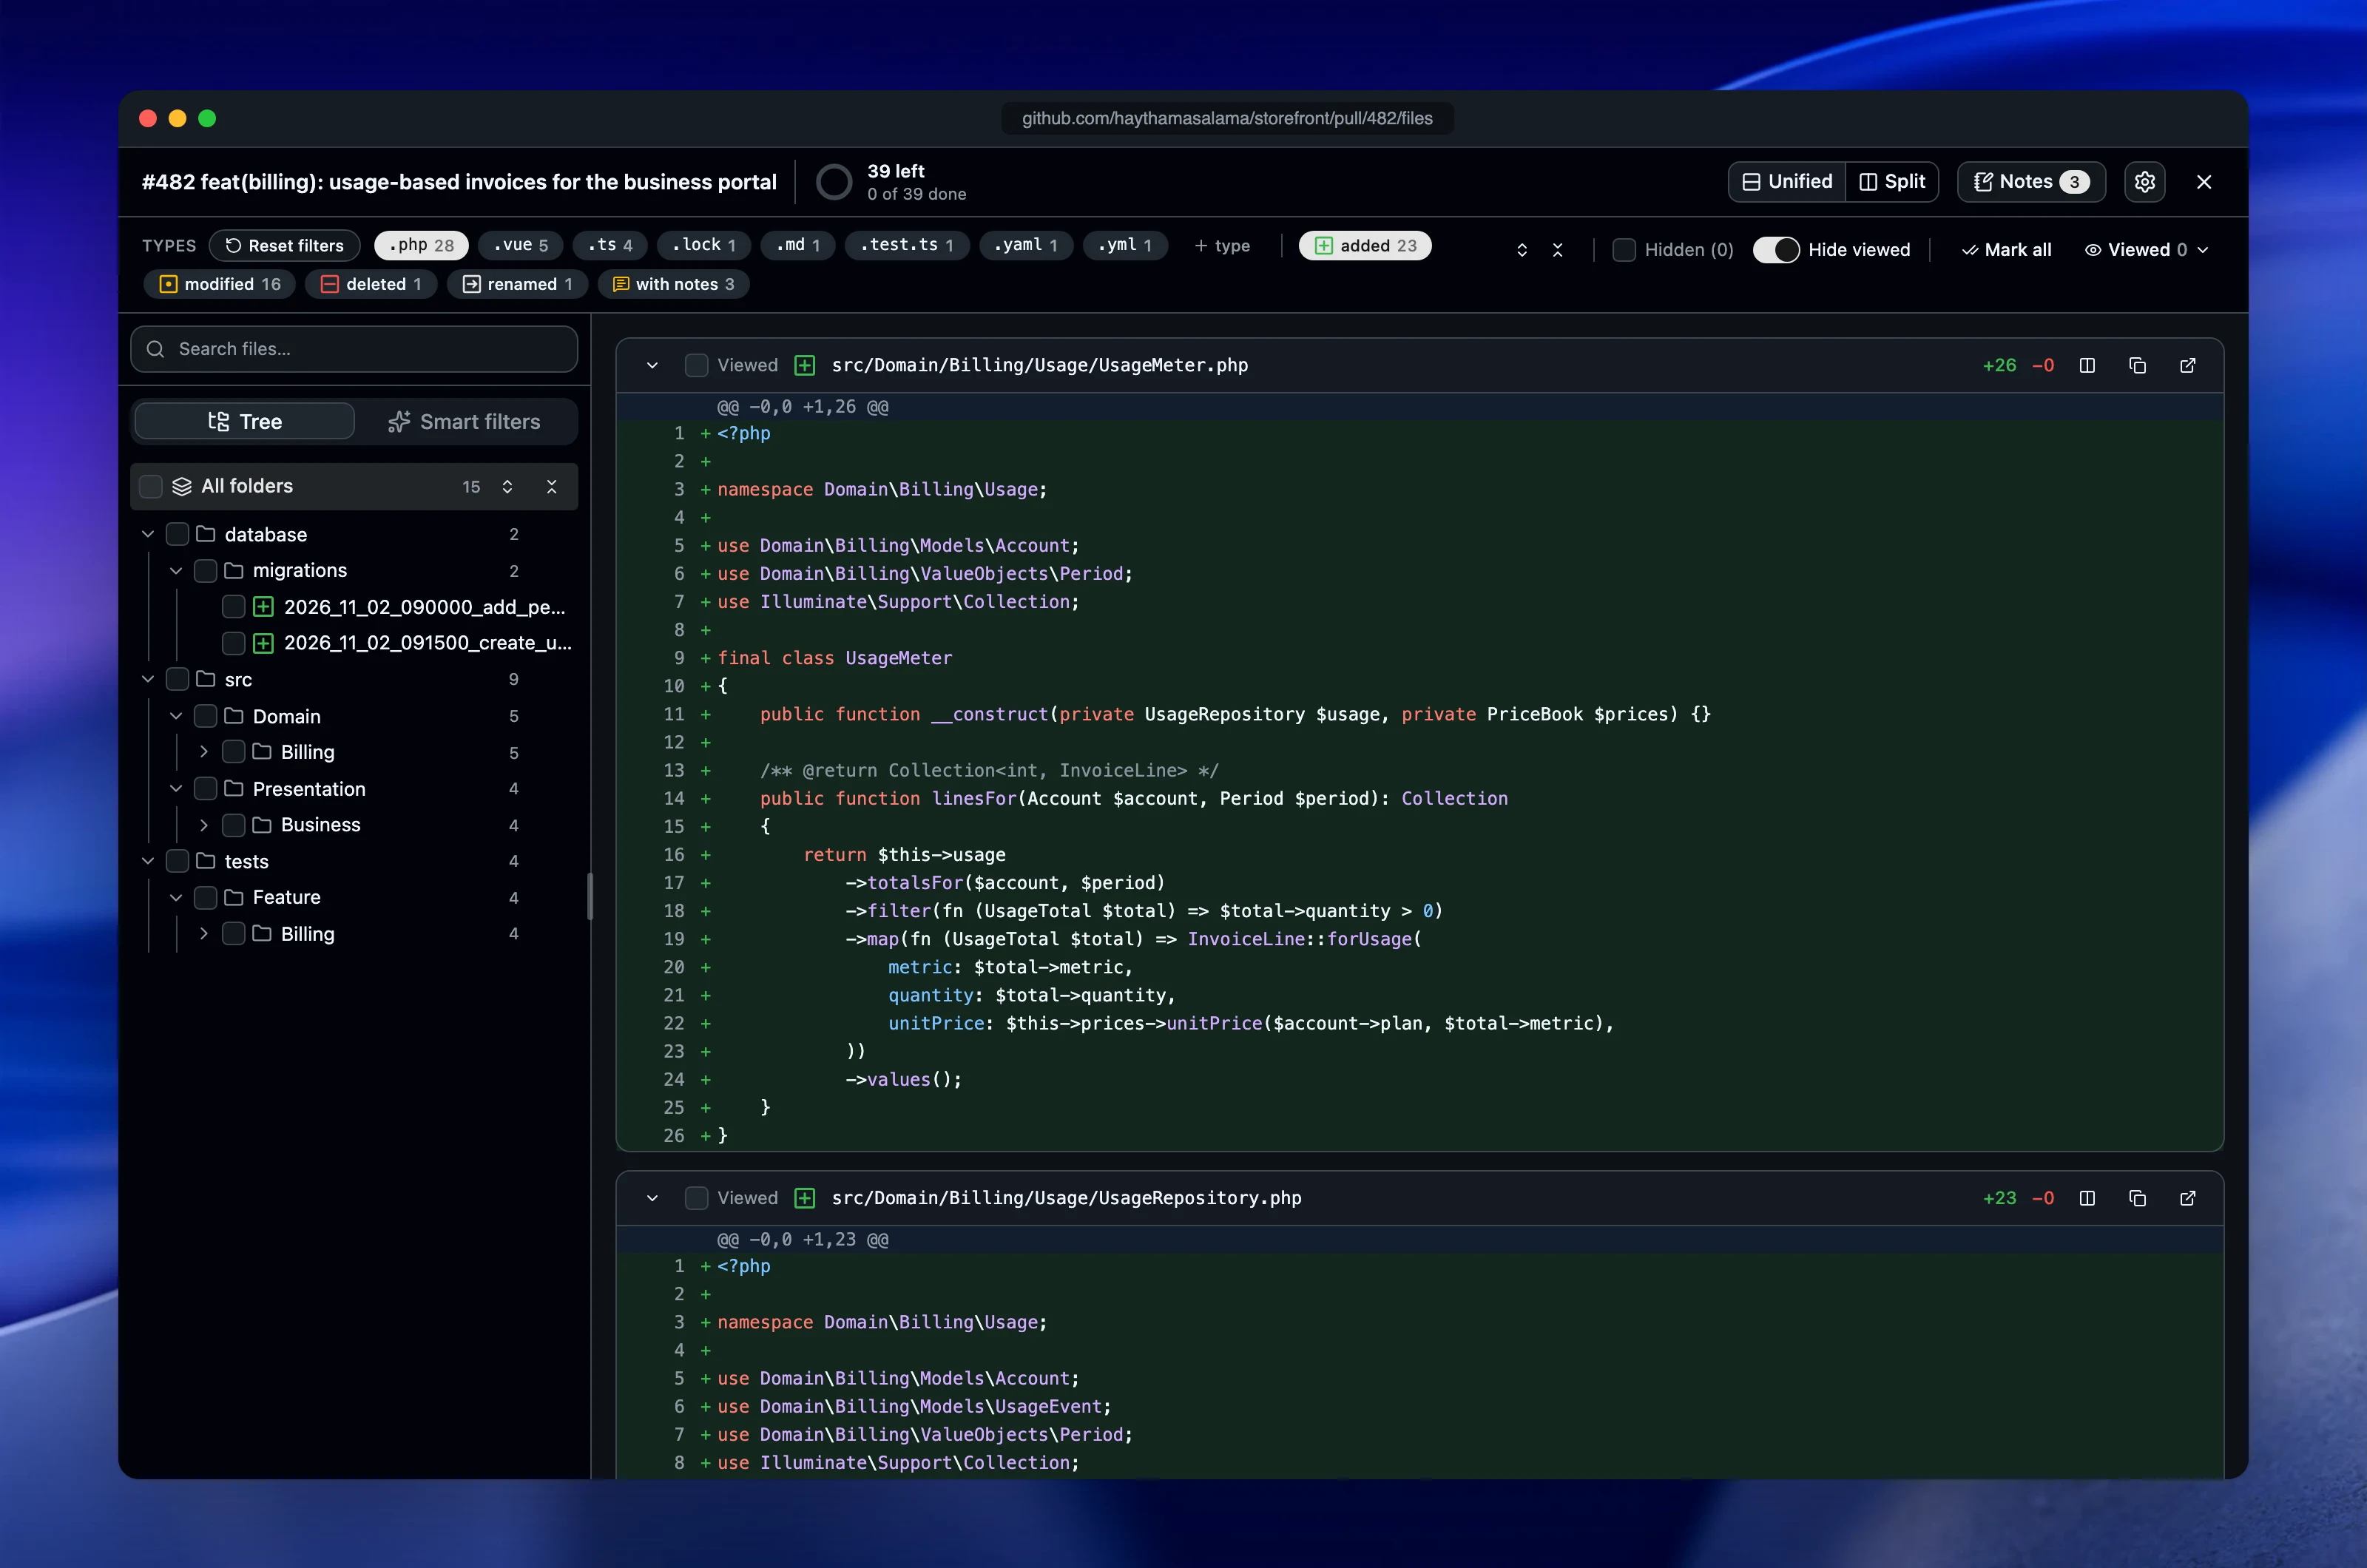 github.com/haythamasalama/storefront/pull/482/files
#482 feat(billing): usage-based invoices for the business portal
39 left
0 of 39 done
Unified
Split
Notes 3
TYPES
Reset filters
.php 28
.vue 5
.ts 4
.lock 1
.md 1
.test.ts 1
.yaml 1
.yml 1
+ type
added 23
Hidden (0)
Hide viewed
Mark all
Viewed 0
modified 16
deleted 1
renamed 1
with notes 3
Search files...
Tree
Smart filters
All folders 15
database 2
migrations 2
2026_11_02_090000_add_pe...
2026_11_02_091500_create_u...
src 9
Domain 5
Billing 5
Presentation 4
Business 4
tests 4
Feature 4
Billing 4
Viewed src/Domain/Billing/Usage/UsageMeter.php +26 −0
@@ −0,0 +1,26 @@
1 +<?php
2 +
3 +namespace Domain\Billing\Usage;
4 +
5 +use Domain\Billing\Models\Account;
6 +use Domain\Billing\ValueObjects\Period;
7 +use Illuminate\Support\Collection;
8 +
9 +final class UsageMeter
10 +{
11 +    public function __construct(private UsageRepository $usage, private PriceBook $prices) {}
12 +
13 +    /** @return Collection<int, InvoiceLine> */
14 +    public function linesFor(Account $account, Period $period): Collection
15 +    {
16 +        return $this->usage
17 +            ->totalsFor($account, $period)
18 +            ->filter(fn (UsageTotal $total) => $total->quantity > 0)
19 +            ->map(fn (UsageTotal $total) => InvoiceLine::forUsage(
20 +                metric: $total->metric,
21 +                quantity: $total->quantity,
22 +                unitPrice: $this->prices->unitPrice($account->plan, $total->metric),
23 +            ))
24 +            ->values();
25 +    }
26 +}
Viewed src/Domain/Billing/Usage/UsageRepository.php +23 −0
@@ −0,0 +1,23 @@
1 +<?php
2 +
3 +namespace Domain\Billing\Usage;
4 +
5 +use Domain\Billing\Models\Account;
6 +use Domain\Billing\Models\UsageEvent;
7 +use Domain\Billing\ValueObjects\Period;
8 +use Illuminate\Support\Collection;